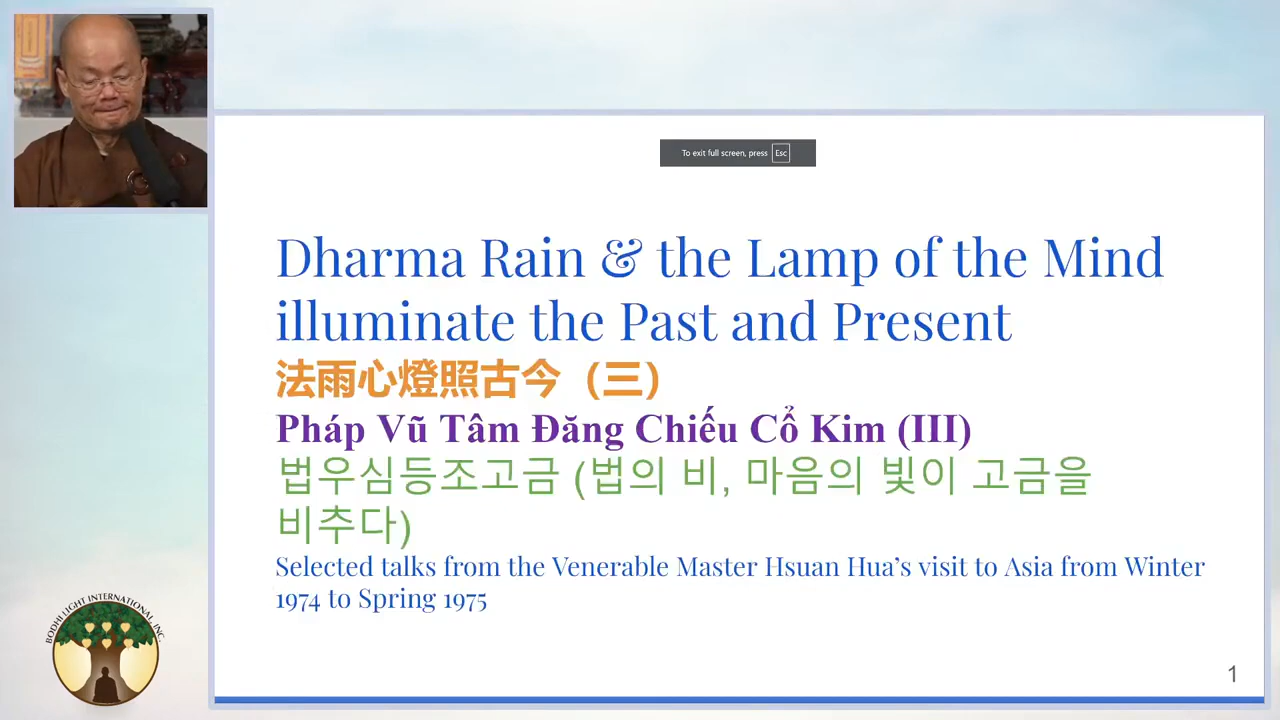 To exit full screen, press Esc
Dharma Rain & the Lamp of the Mind
illuminate the Past and Present
法雨心燈照古今（三）
Pháp Vũ Tâm Đăng Chiếu Cổ Kim (III)
법우심등조고금 (법의 비, 마음의 빛이 고금을
비추다)
Selected talks from the Venerable Master Hsuan Hua’s visit to Asia from Winter
1974 to Spring 1975
BODHI LIGHT INTERNATIONAL, INC.
1